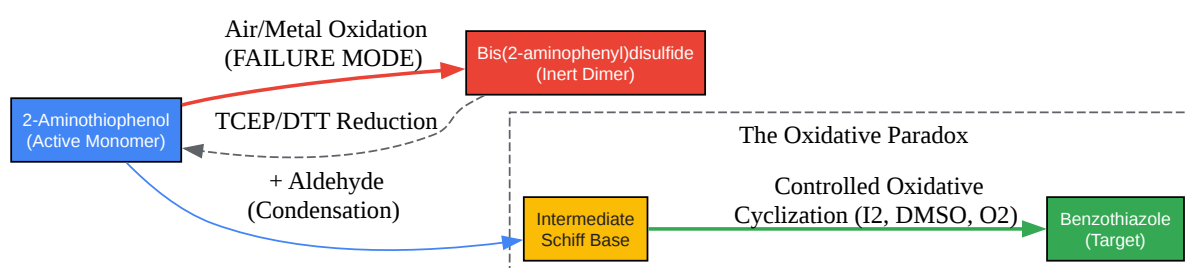 Air/Metal Oxidation
(FAILURE MODE)
Bis(2-aminophenyl)disulfide
(Inert Dimer)
2-Aminothiophenol
(Active Monomer)
TCEP/DTT Reduction
The Oxidative Paradox
+ Aldehyde
(Condensation)
Controlled Oxidative
Cyclization (I2, DMSO, O2)
Intermediate
Schiff Base
Benzothiazole
(Target)